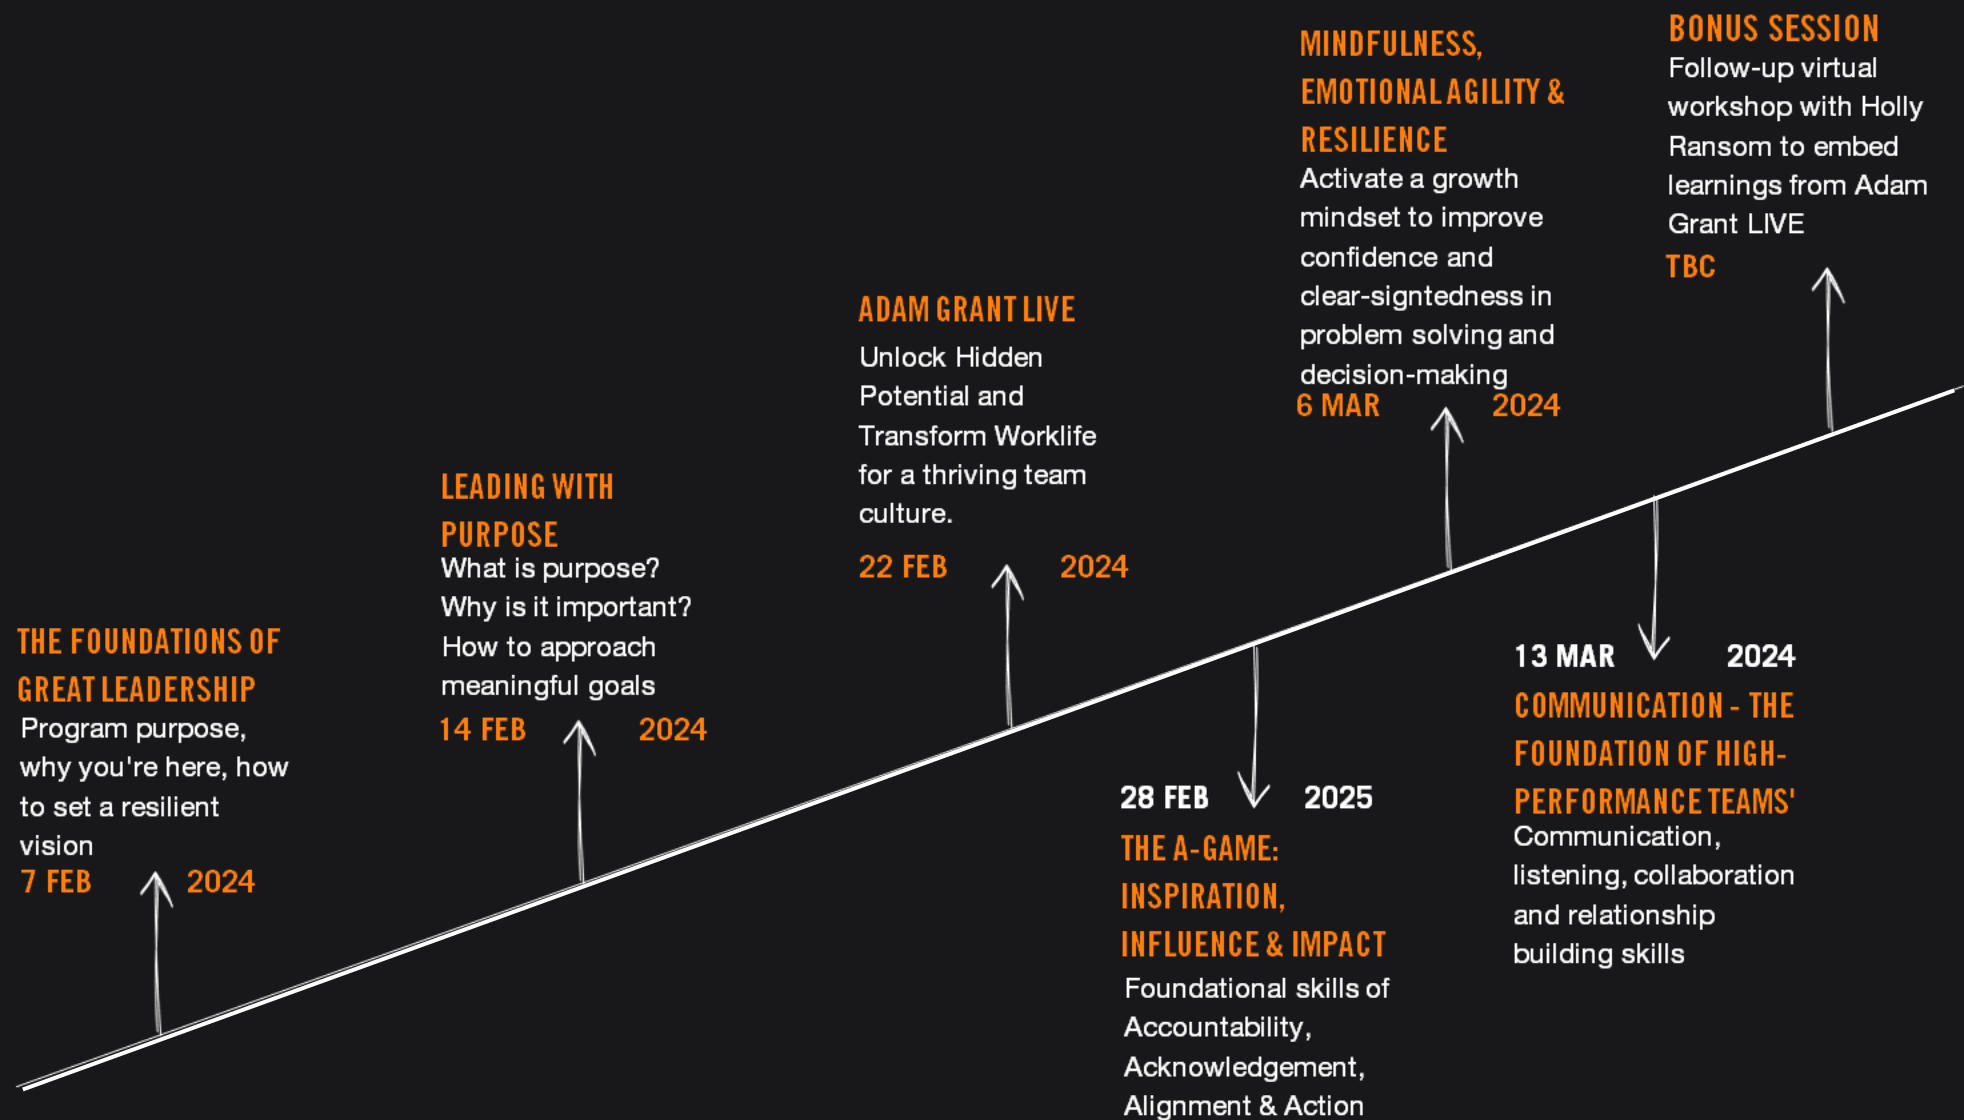 THE FOUNDATIONS OF
GREAT LEADERSHIP
Program purpose,
why you're here, how
to set a resilient
vision
7 FEB 2024
LEADING WITH
PURPOSE
What is purpose?
Why is it important?
How to approach
meaningful goals
14 FEB 2024
ADAM GRANT LIVE
Unlock Hidden
Potential and
Transform Worklife
for a thriving team
culture.
22 FEB 2024
28 FEB 2025
THE A-GAME:
INSPIRATION,
INFLUENCE & IMPACT
Foundational skills of
Accountability,
Acknowledgement,
Alignment & Action
MINDFULNESS,
EMOTIONAL AGILITY &
RESILIENCE
Activate a growth
mindset to improve
confidence and
clear-signtedness in
problem solving and
decision-making
6 MAR 2024
13 MAR 2024
COMMUNICATION - THE
FOUNDATION OF HIGH-
PERFORMANCE TEAMS'
Communication,
listening, collaboration
and relationship
building skills
BONUS SESSION
Follow-up virtual
workshop with Holly
Ransom to embed
learnings from Adam
Grant LIVE
TBC